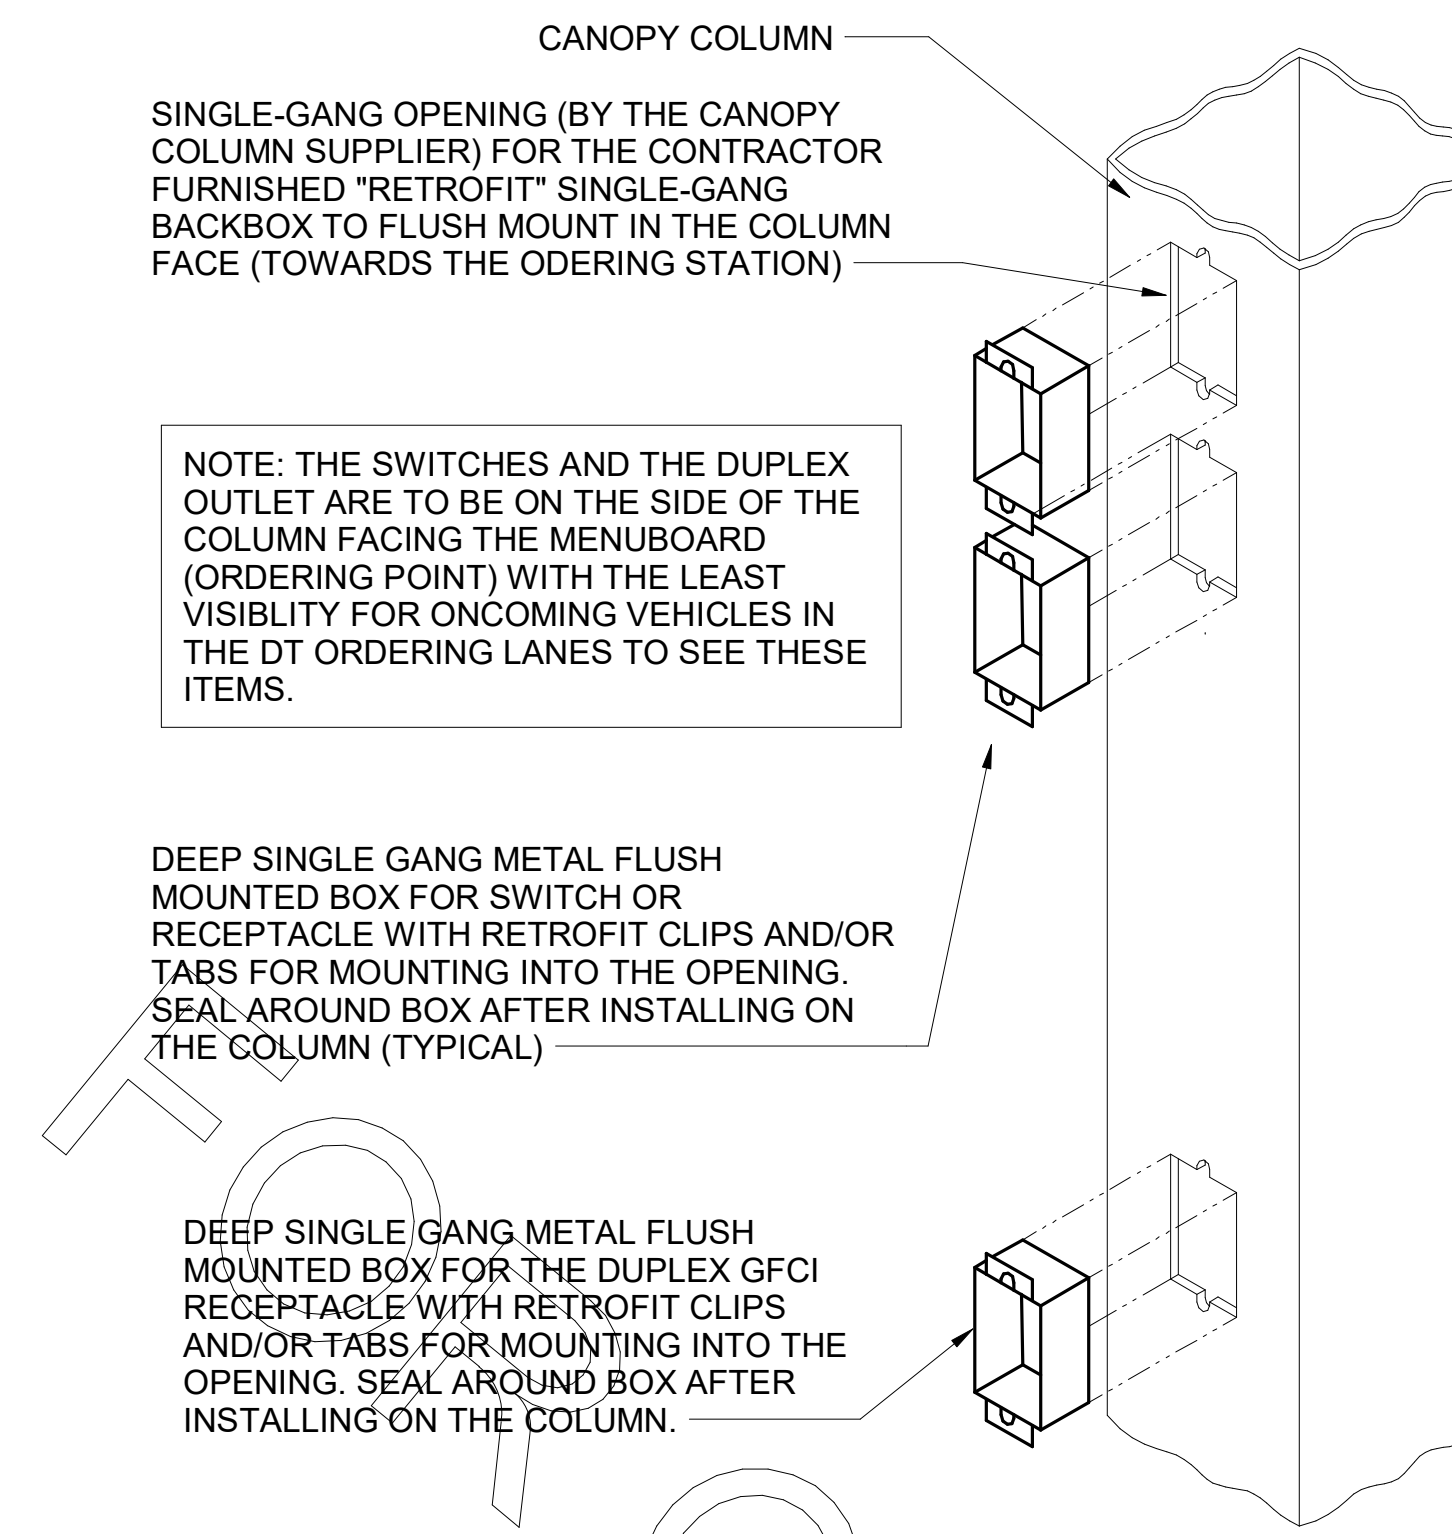 CANOPY COLUMN
SINGLE-GANG OPENING (BY THE CANOPY
COLUMN SUPPLIER) FOR THE CONTRACTOR
FURNISHED "RETROFIT" SINGLE-GANG
BACKBOX TO FLUSH MOUNT IN THE COLUMN
FACE (TOWARDS THE ODERING STATION)
NOTE: THE SWITCHES AND THE DUPLEX
OUTLET ARE TO BE ON THE SIDE OF THE
COLUMN FACING THE MENUBOARD
(ORDERING POINT) WITH THE LEAST
VISIBLITY FOR ONCOMING VEHICLES IN
THE DT ORDERING LANES TO SEE THESE
ITEMS.
DEEP SINGLE GANG METAL FLUSH
MOUNTED BOX FOR SWITCH OR
RECEPTACLE WITH RETROFIT CLIPS AND/OR
TABS FOR MOUNTING INTO THE OPENING.
SEAL AROUND BOX AFTER INSTALLING ON
THE COLUMN (TYPICAL)
DEEP SINGLE GANG METAL FLUSH
MOUNTED BOX FOR THE DUPLEX GFCI
RECEPTACLE WITH RETROFIT CLIPS
AND/OR TABS FOR MOUNTING INTO THE
OPENING. SEAL AROUND BOX AFTER
INSTALLING ON THE COLUMN.
FOR